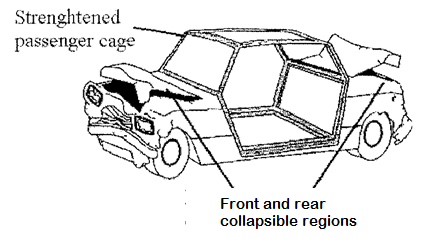 Strenghtened
passenger cage
Front and rear
collapsible regions